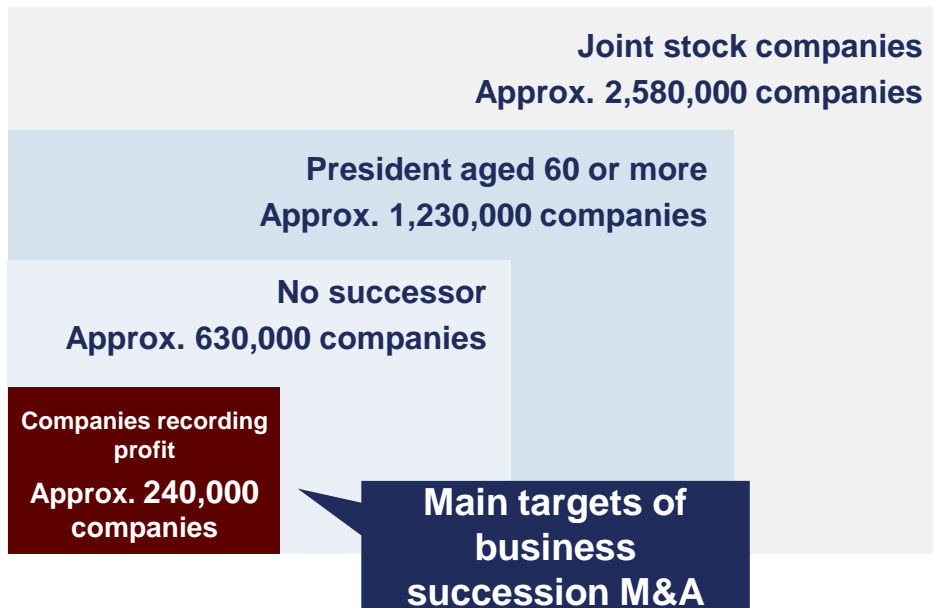 Joint stock companies
Approx. 2,580,000 companies
President aged 60 or more
Approx. 1,230,000 companies
No successor
Approx. 630,000 companies
Companies recording
profit
Approx. 240,000
companies
Main targets of
business
succession M&A